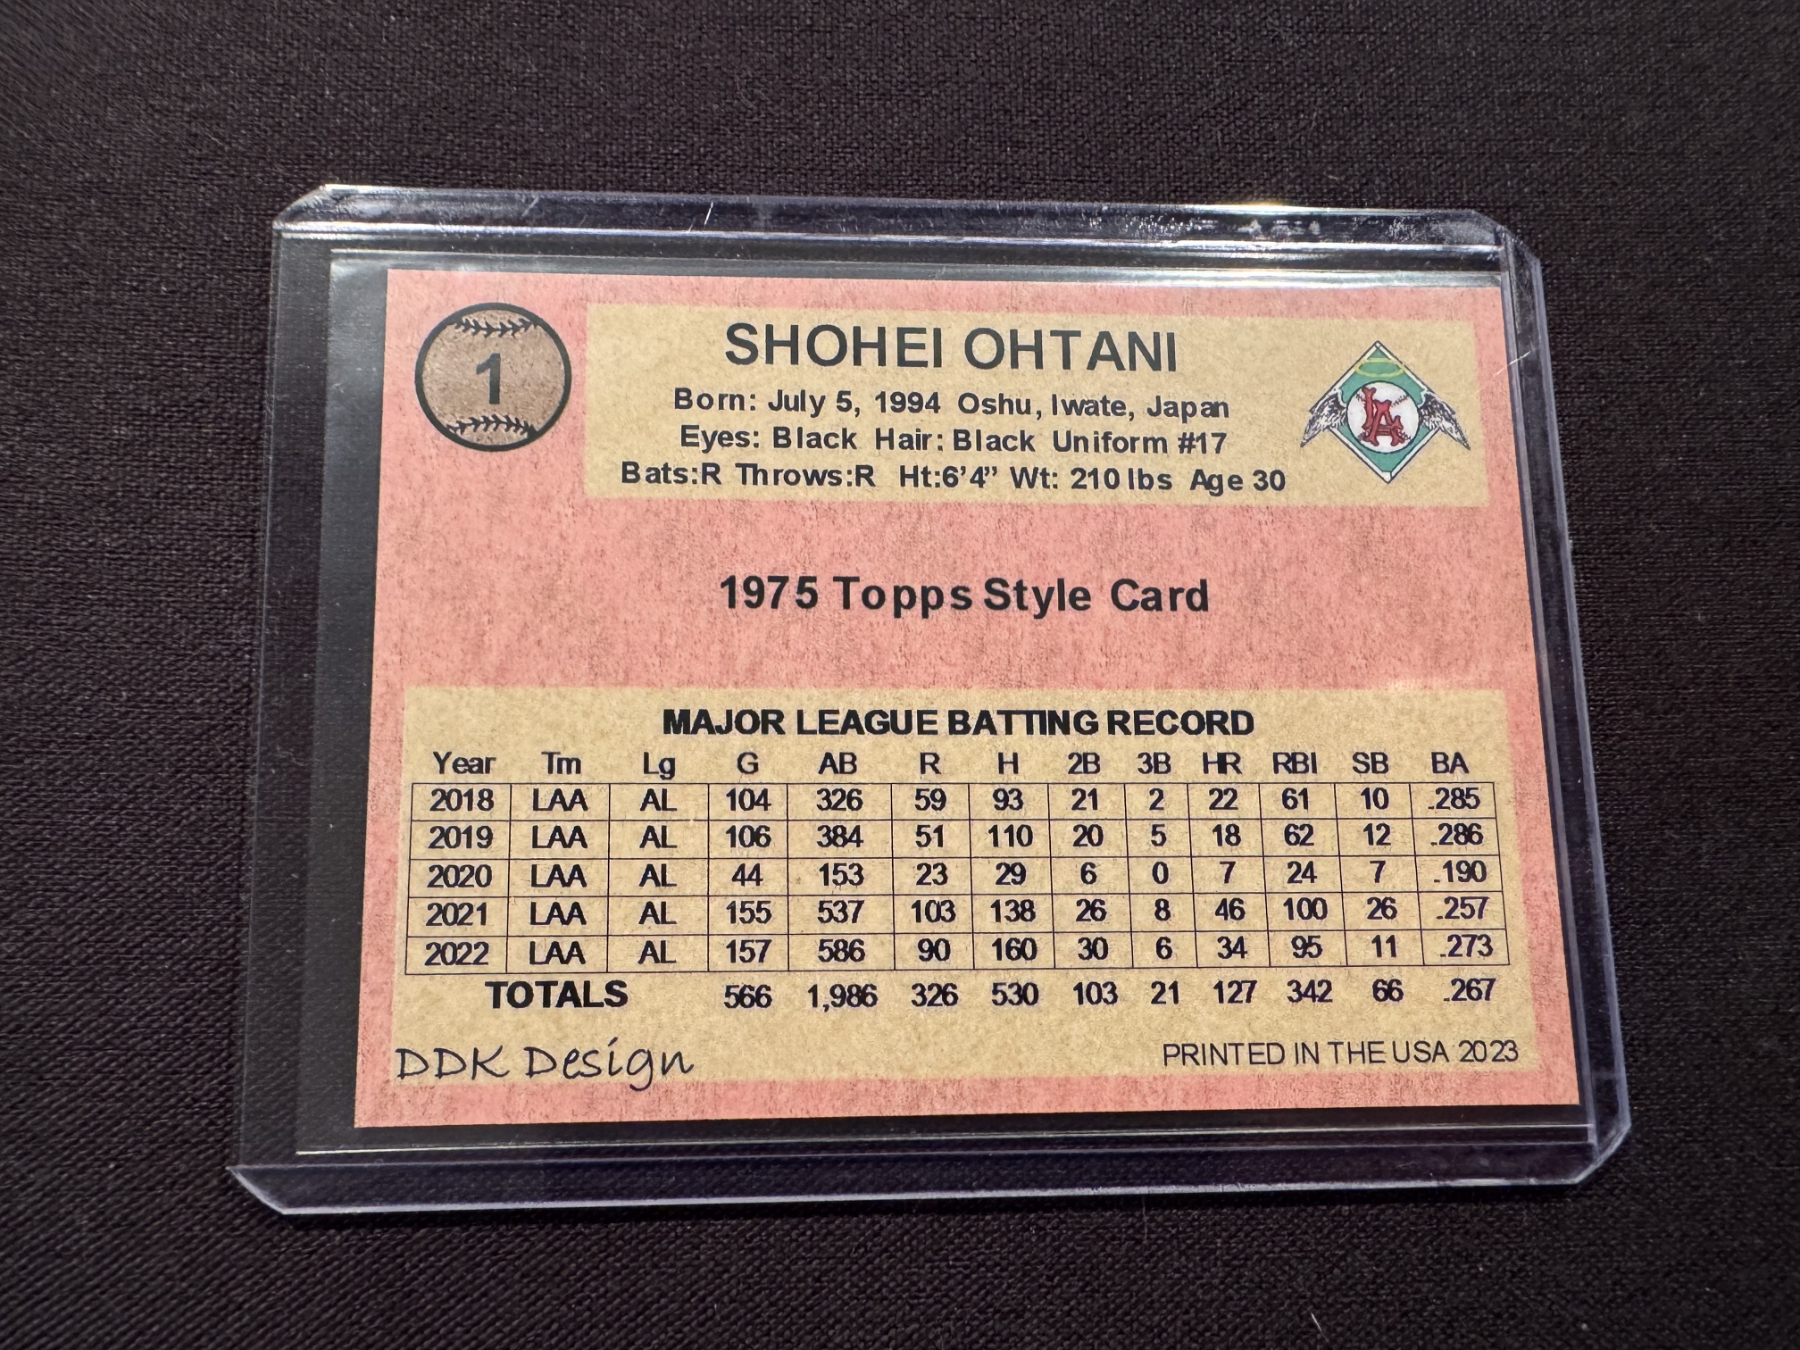 1
SHOHEI OHTANI
Born: July 5, 1994 Oshu, Iwate, Japan
Eyes: Black Hair: Black Uniform #17
Bats:R Throws:R Ht:6'4" Wt: 210 lbs Age 30
LA
1975 Topps Style Card
MAJOR LEAGUE BATTING RECORD
Year Tm Lg G AB R H 2B 3B HR RBI SB BA
2018 LAA AL 104 326 59 93 21 2 22 61 10 .285
2019 LAA AL 106 384 51 110 20 5 18 62 12 .286
2020 LAA AL 44 153 23 29 6 0 7 24 7 .190
2021 LAA AL 155 537 103 138 26 8 46 100 26 .257
2022 LAA AL 157 586 90 160 30 6 34 95 11 .273
TOTALS 566 1,986 326 530 103 21 127 342 66 .267
DDK Design
PRINTED IN THE USA 2023